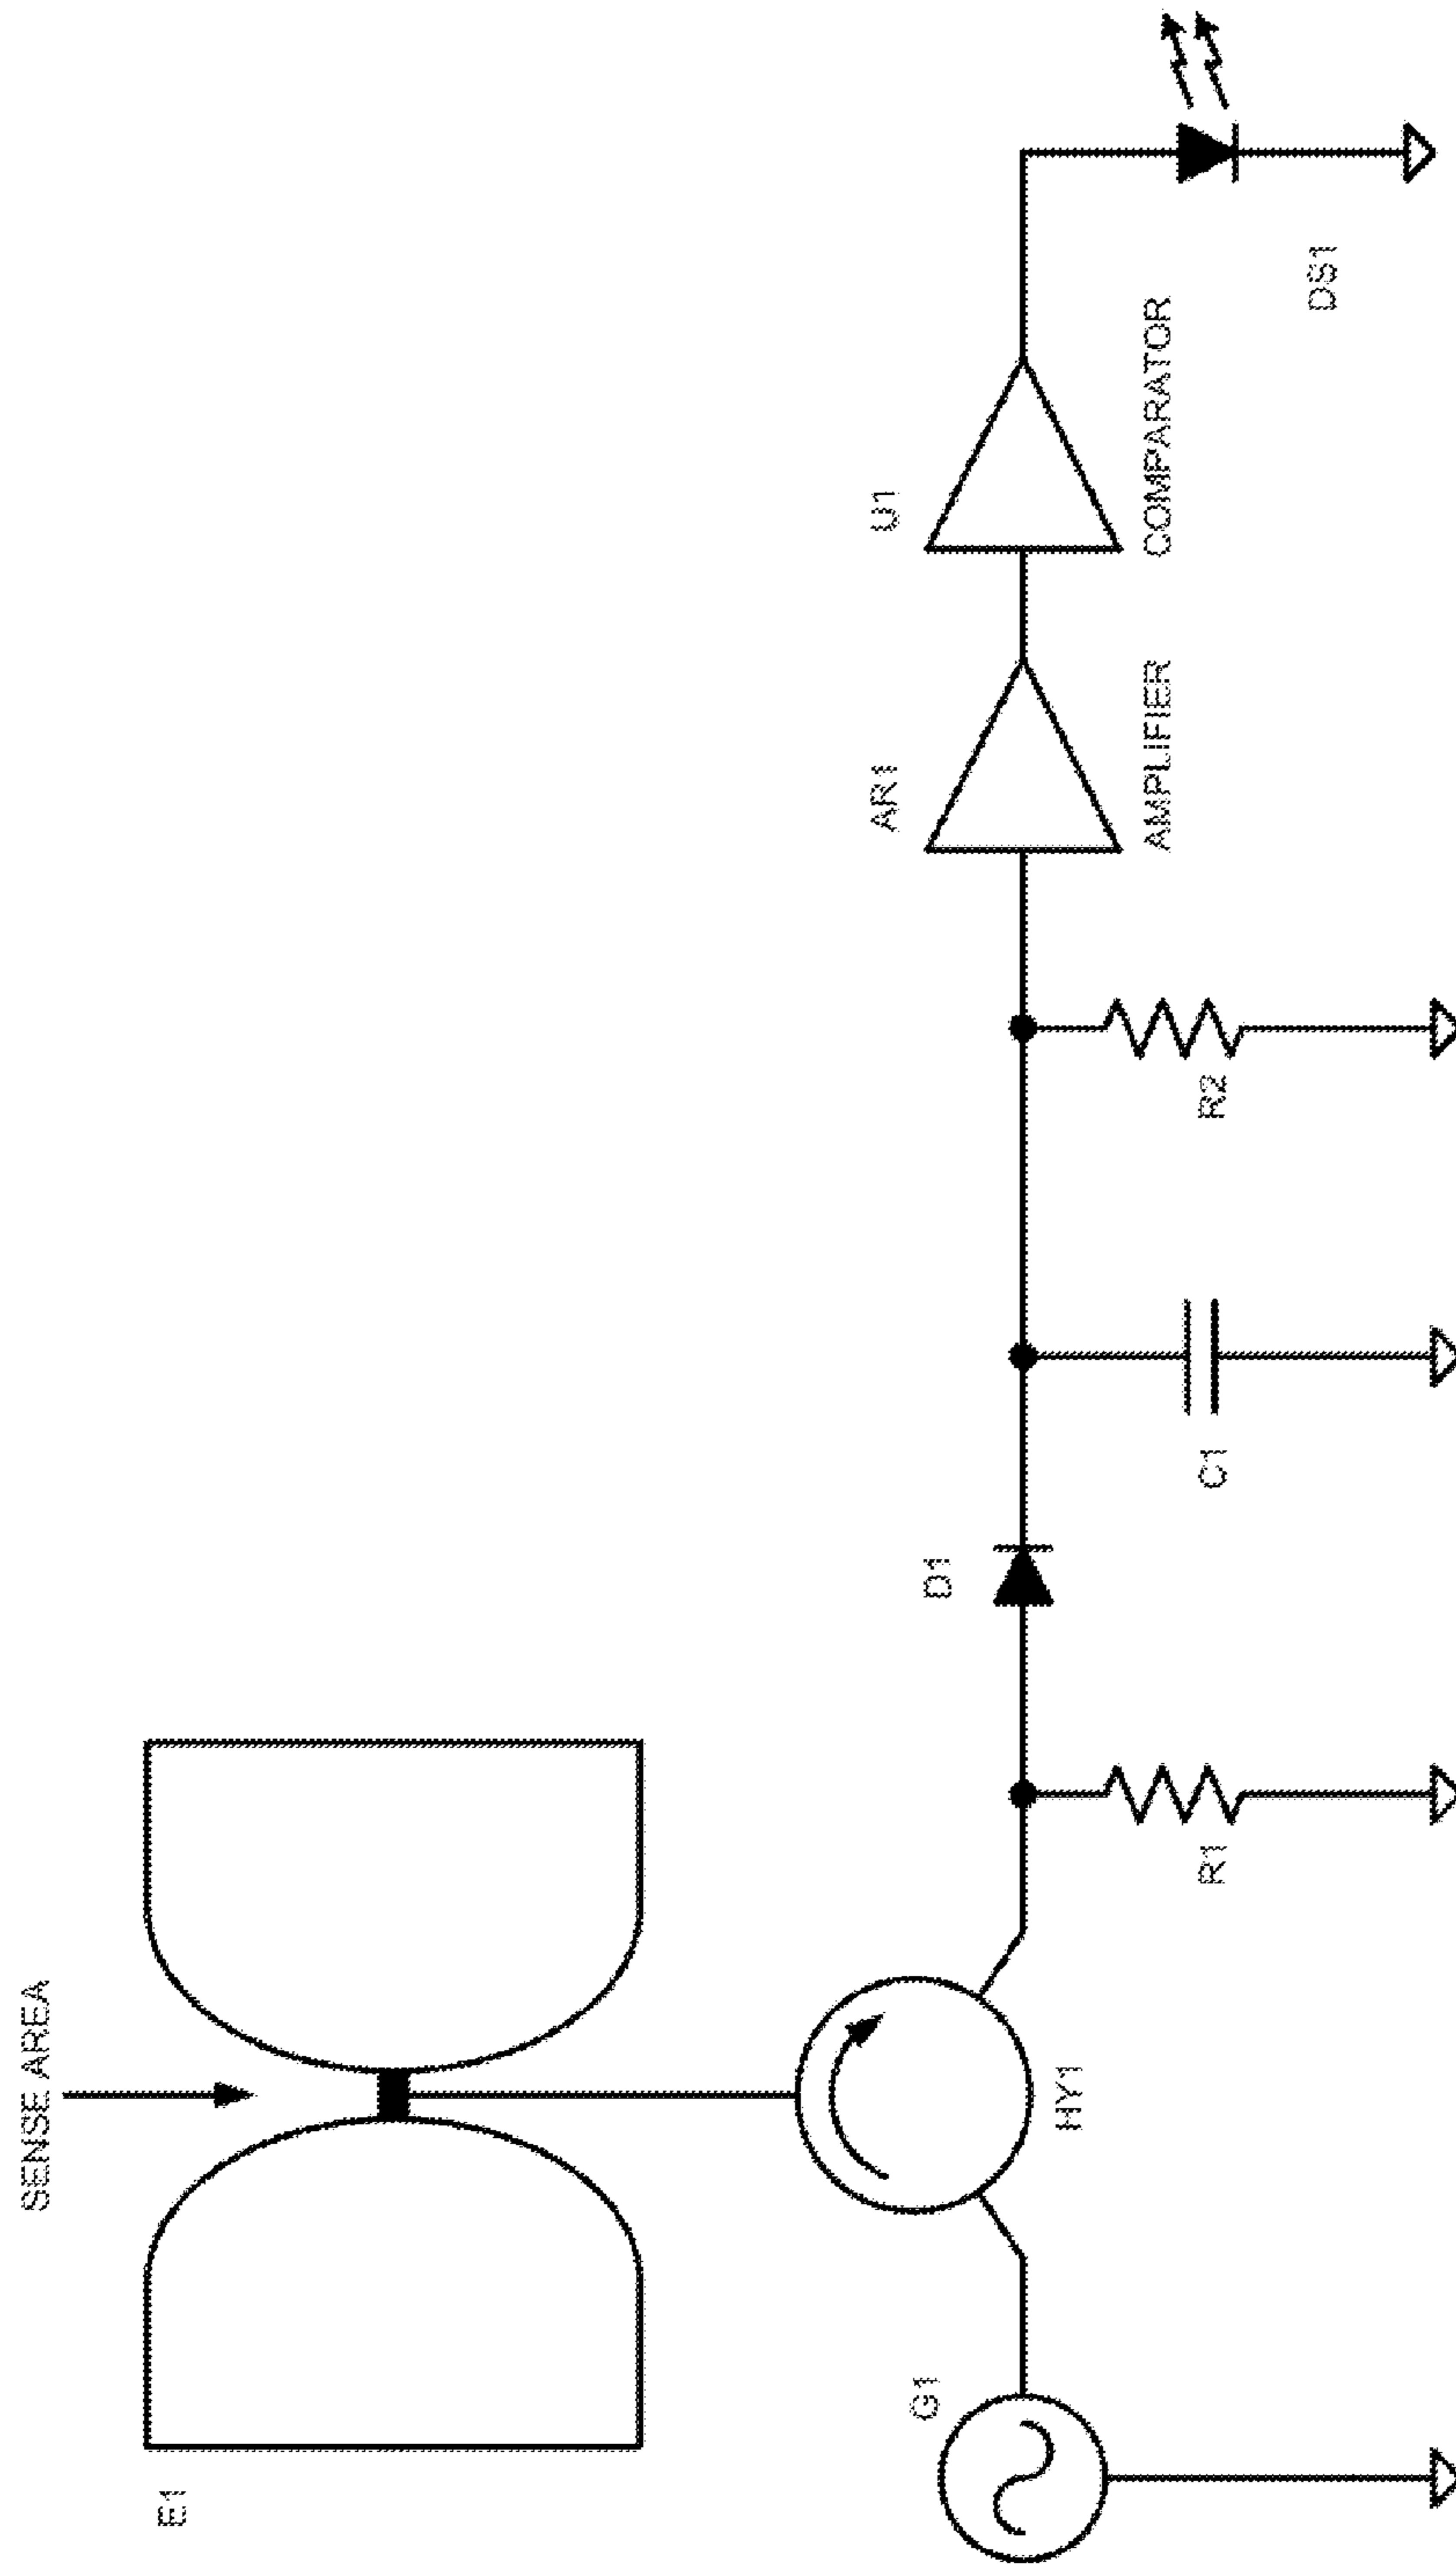 SENSE AREA
E1
G1
HY1
R1
D1
C1
R2
AR1
AMPLIFIER
U1
COMPARATOR
DS1